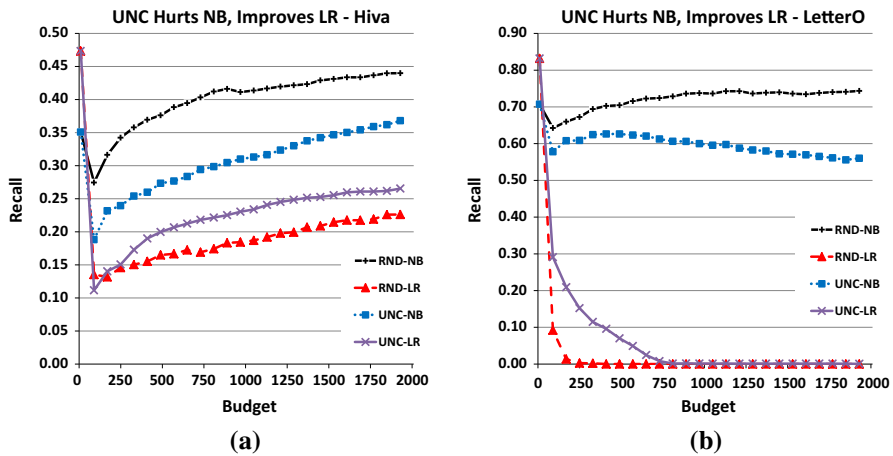 UNC Hurts NB, Improves LR - Hiva
0.50
0.45
0.40
0.35
0.30
0.25
0.20
0.15
0.10
0.05
0.00
Recall
RND-NB
RND-LR
UNC-NB
UNC-LR
0 250 500 750 1000 1250 1500 1750 2000
Budget
(a)
UNC Hurts NB, Improves LR - LetterO
0.90
0.80
0.70
0.60
0.50
0.40
0.30
0.20
0.10
0.00
Recall
RND-NB
RND-LR
UNC-NB
UNC-LR
0 250 500 750 1000 1250 1500 1750 2000
Budget
(b)